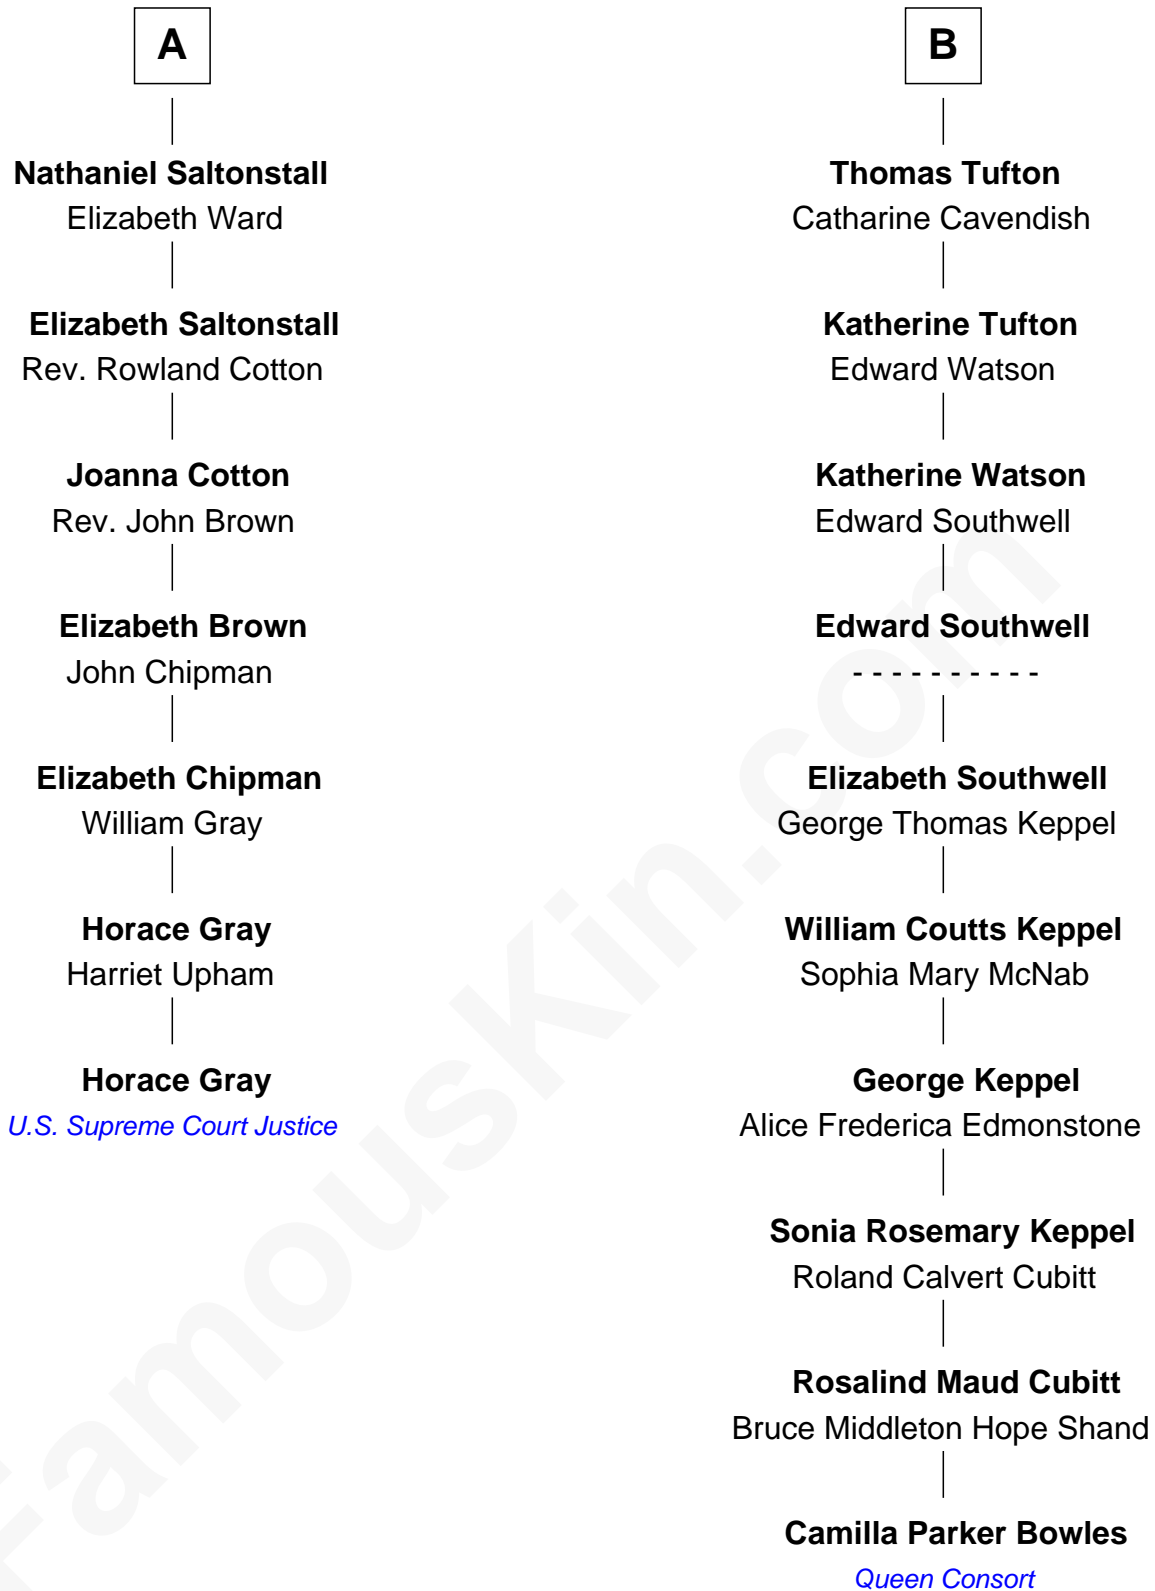 A
Nathaniel Saltonstall
Elizabeth Ward
Elizabeth Saltonstall
Rev. Rowland Cotton
Joanna Cotton
Rev. John Brown
Elizabeth Brown
John Chipman
Elizabeth Chipman
William Gray
Horace Gray
Harriet Upham
Horace Gray
U.S. Supreme Court Justice
B
Thomas Tufton
Catharine Cavendish
Katherine Tufton
Edward Watson
Katherine Watson
Edward Southwell
Edward Southwell
- - - - - - - - - -
Elizabeth Southwell
George Thomas Keppel
William Coutts Keppel
Sophia Mary McNab
George Keppel
Alice Frederica Edmonstone
Sonia Rosemary Keppel
Roland Calvert Cubitt
Rosalind Maud Cubitt
Bruce Middleton Hope Shand
Camilla Parker Bowles
Queen Consort
FamousKin.com